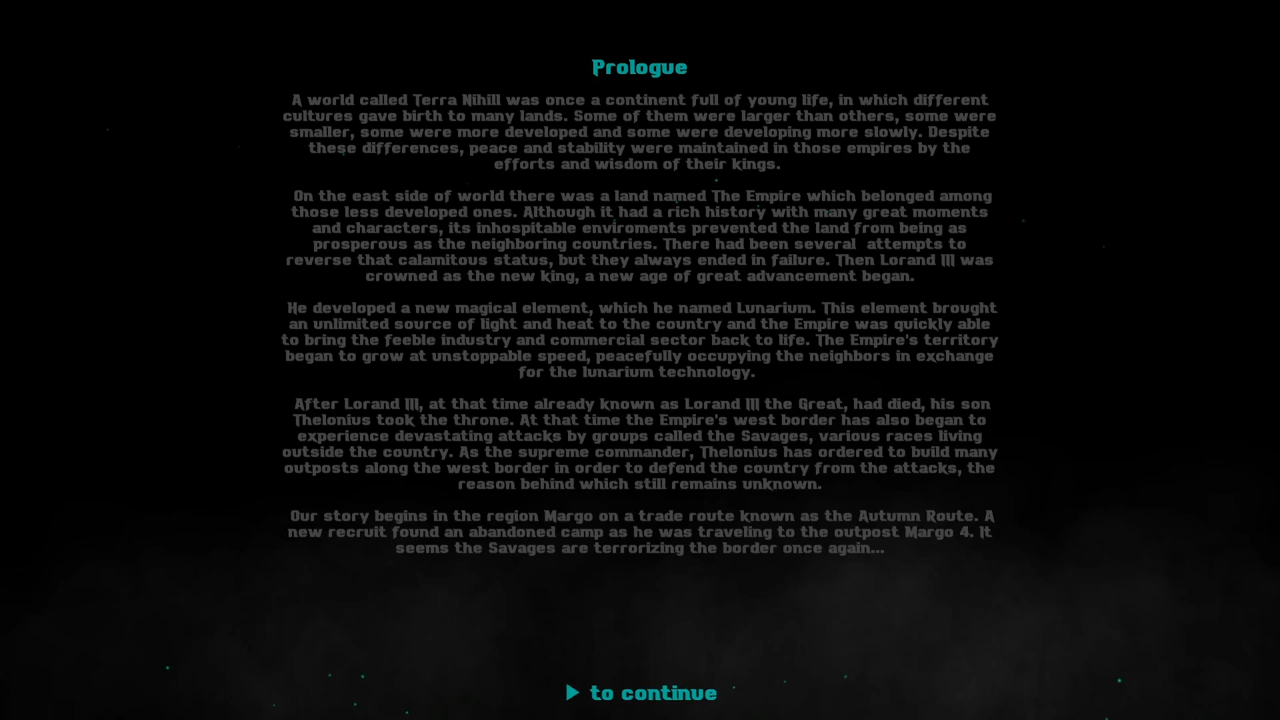 Prologue
A world called Terra Nihill was once a continent full of young life, in which different
cultures gave birth to many lands. Some of them were larger than others, some were
smaller, some were more developed and some were developing more slowly. Despite
these differences, peace and stability were maintained in those empires by the
efforts and wisdom of their kings.
On the east side of world there was a land named The Empire which belonged among
those less developed ones. Although it had a rich history with many great moments
and characters, its inhospitable enviroments prevented the land from being as
prosperous as the neighboring countries. There had been several  attempts to
reverse that calamitous status, but they always ended in failure. Then Lorand III was
crowned as the new king, a new age of great advancement began.
He developed a new magical element, which he named Lunarium. This element brought
an unlimited source of light and heat to the country and the Empire was quickly able
to bring the feeble industry and commercial sector back to life. The Empire's territory
began to grow at unstoppable speed, peacefully occupying the neighbors in exchange
for the lunarium technology.
After Lorand III, at that time already known as Lorand III the Great, had died, his son
Thelonius took the throne. At that time the Empire's west border has also began to
experience devastating attacks by groups called the Savages, various races living
outside the country. As the supreme commander, Thelonius has ordered to build many
outposts along the west border in order to defend the country from the attacks, the
reason behind which still remains unknown.
Our story begins in the region Margo on a trade route known as the Autumn Route. A
new recruit found an abandoned camp as he was traveling to the outpost Margo 4. It
seems the Savages are terrorizing the border once again...
to continue